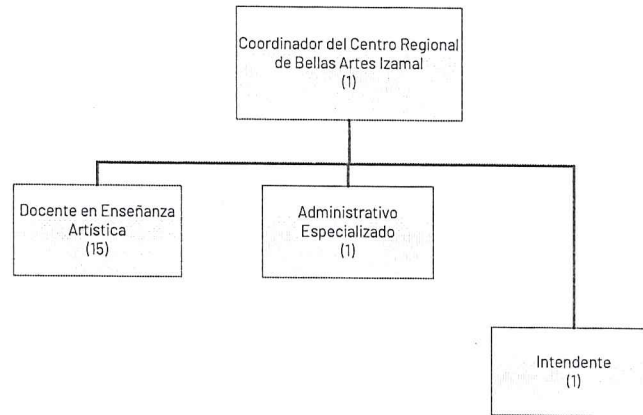 Coordinador del Centro Regional
de Bellas Artes Izamal
(1)
Docente en Enseñanza
Artística
(15)
Administrativo
Especializado
(1)
Intendente
(1)